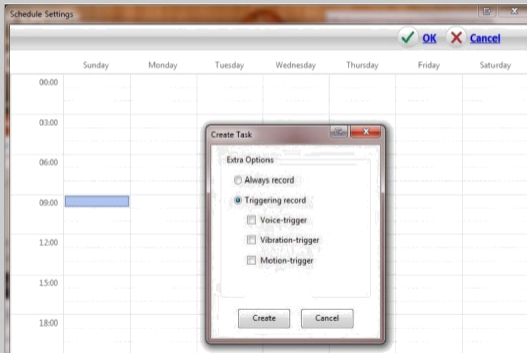 Schedule Settings
OK Cancel
Sunday Monday Tuesday Wednesday Thursday Friday Saturday
00:00
03:00
06:00
09:00
12:00
15:00
18:00
Create Task
Extra Options
Always record
Triggering record
Voice-trigger
Vibration-trigger
Motion-trigger
Create Cancel